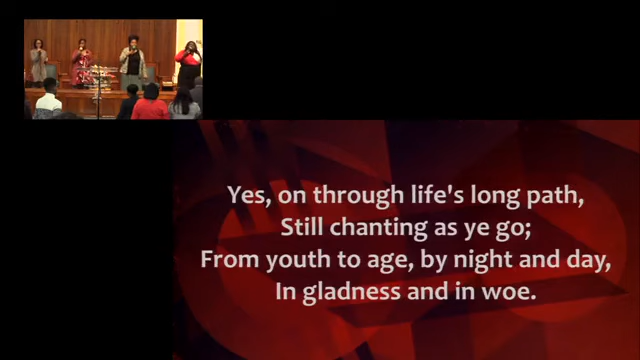 Yes, on through life's long path,
Still chanting as ye go;
From youth to age, by night and day,
In gladness and in woe.